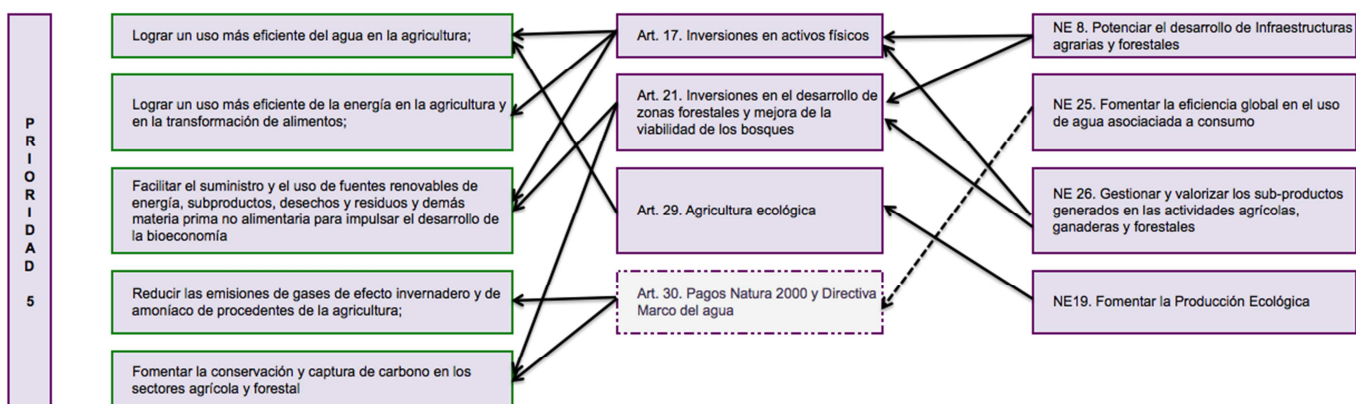 PRIORIDAD 5
Lograr un uso más eficiente del agua en la agricultura;
Lograr un uso más eficiente de la energía en la agricultura y
en la transformación de alimentos;
Facilitar el suministro y el uso de fuentes renovables de
energía, subproductos, desechos y residuos y demás
materia prima no alimentaria para impulsar el desarrollo de
la bioeconomía
Reducir las emisiones de gases de efecto invernadero y de
amoníaco de procedentes de la agricultura;
Fomentar la conservación y captura de carbono en los
sectores agrícola y forestal
Art. 17. Inversiones en activos físicos
Art. 21. Inversiones en el desarrollo de
zonas forestales y mejora de la
viabilidad de los bosques
Art. 29. Agricultura ecológica
Art. 30. Pagos Natura 2000 y Directiva
Marco del agua
NE 8. Potenciar el desarrollo de Infraestructuras
agrarias y forestales
NE 25. Fomentar la eficiencia global en el uso
de agua asociaciada a consumo
NE 26. Gestionar y valorizar los sub-productos
generados en las actividades agrícolas,
ganaderas y forestales
NE19. Fomentar la Producción Ecológica